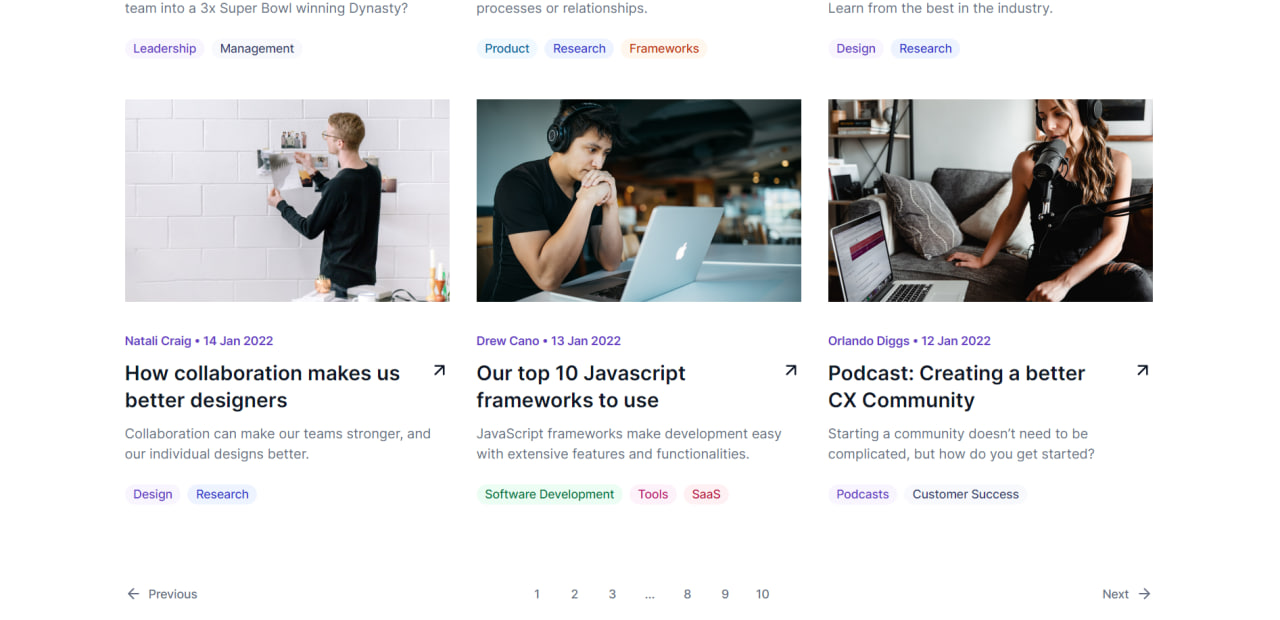 team into a 3x Super Bowl winning Dynasty?
processes or relationships.
Learn from the best in the industry.
Leadership
Management
Product
Research
Frameworks
Design
Research
Natali Craig • 14 Jan 2022
How collaboration makes us
better designers
Collaboration can make our teams stronger, and
our individual designs better.
Design
Research
Drew Cano • 13 Jan 2022
Our top 10 Javascript
frameworks to use
JavaScript frameworks make development easy
with extensive features and functionalities.
Software Development
Tools
SaaS
Orlando Diggs • 12 Jan 2022
Podcast: Creating a better
CX Community
Starting a community doesn’t need to be
complicated, but how do you get started?
Podcasts
Customer Success
Previous
1 2 3 ... 8 9 10
Next